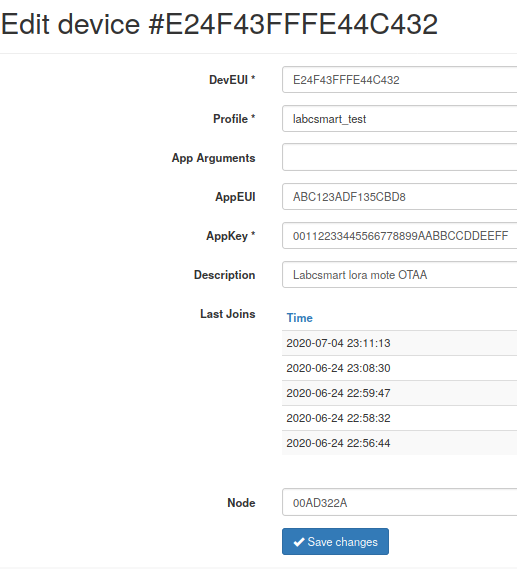 Edit device #E24F43FFFE44C432
DevEUI * E24F43FFFE44C432
Profile * labcsmart_test
App Arguments
AppEUI ABC123ADF135CBD8
AppKey * 00112233445566778899AABBCCDDEEFF
Description Labcsmart lora mote OTAA
Last Joins
Time
2020-07-04 23:11:13
2020-06-24 23:08:30
2020-06-24 22:59:47
2020-06-24 22:58:32
2020-06-24 22:56:44
Node 00AD322A
Save changes